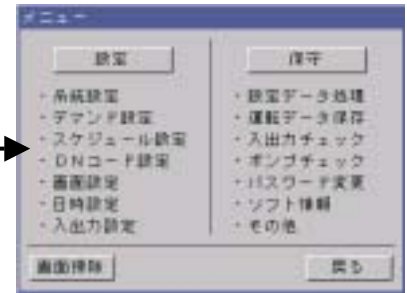 メニュー
設定
・系統設定
・デマンド設定
・スケジュール設定
・DNコード設定
・画面設定
・日時設定
・入出力設定
保守
・設定データ処理
・運転データ保存
・入出力チェック
・ポンプチェック
・パスワード変更
・ソフト情報
・その他
画面掃除
戻る